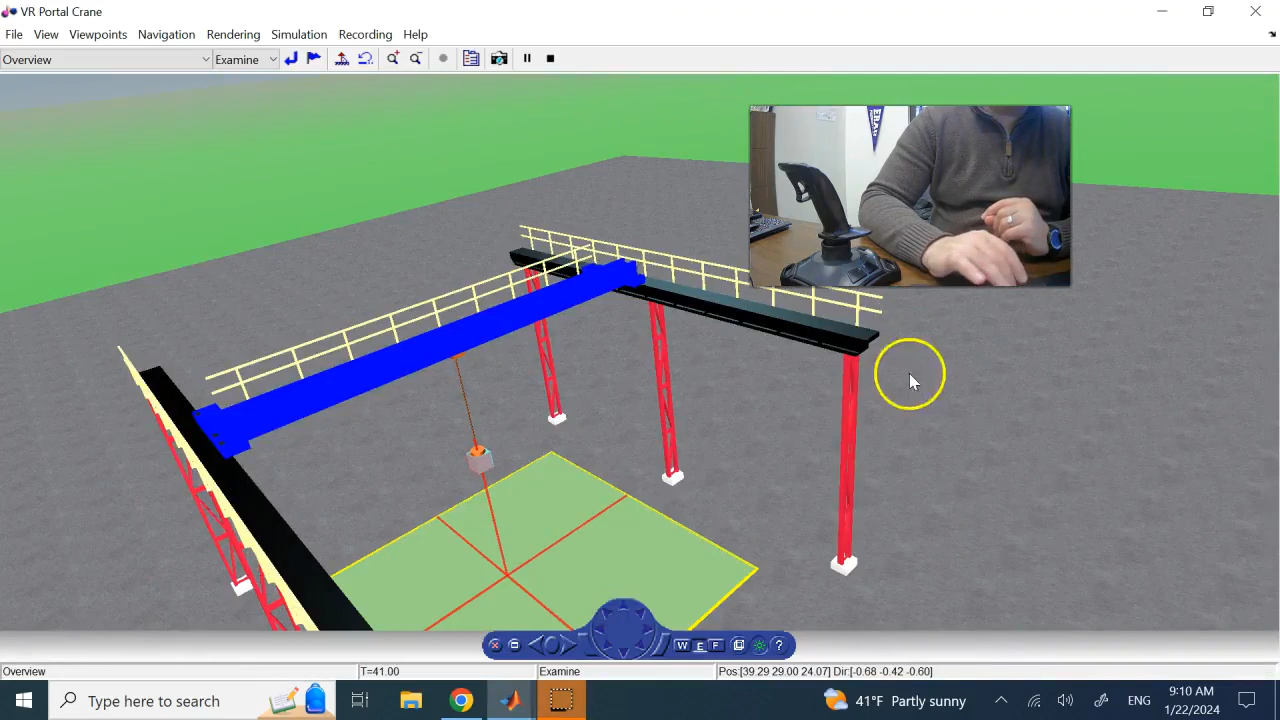 VR Portal Crane
File View Viewpoints Navigation Rendering Simulation Recording Help
Overview Examine
W E F ?
Overview T=41.00 Examine Pos:[39.29 29.00 24.07] Dir:[-0.68 -0.42 -0.60]
Type here to search
41°F Partly sunny
ENG
9:10 AM
1/22/2024